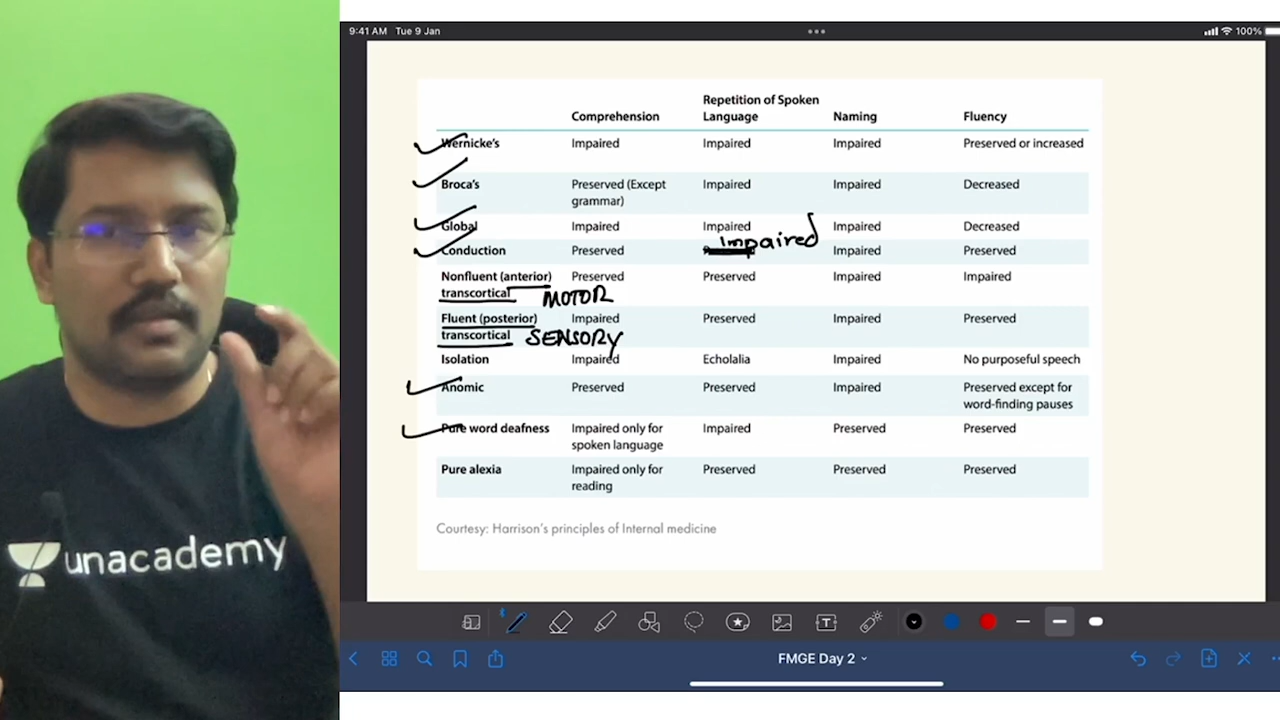 9:41 AM Tue 9 Jan
100%
Comprehension Repetition of Spoken Language Naming Fluency
Wernicke's Impaired Impaired Impaired Preserved or increased
Broca's Preserved (Except grammar) Impaired Impaired Decreased
Global Impaired Impaired Impaired Decreased
Conduction Preserved Impaired Impaired Preserved
Nonfluent (anterior) transcortical MOTOR Preserved Preserved Impaired Impaired
Fluent (posterior) transcortical SENSORY Impaired Preserved Impaired Preserved
Isolation Impaired Echolalia Impaired No purposeful speech
Anomic Preserved Preserved Impaired Preserved except for word-finding pauses
Pure word deafness Impaired only for spoken language Impaired Preserved Preserved
Pure alexia Impaired only for reading Preserved Preserved Preserved
Courtesy: Harrison's principles of Internal medicine
unacademy
FMGE Day 2